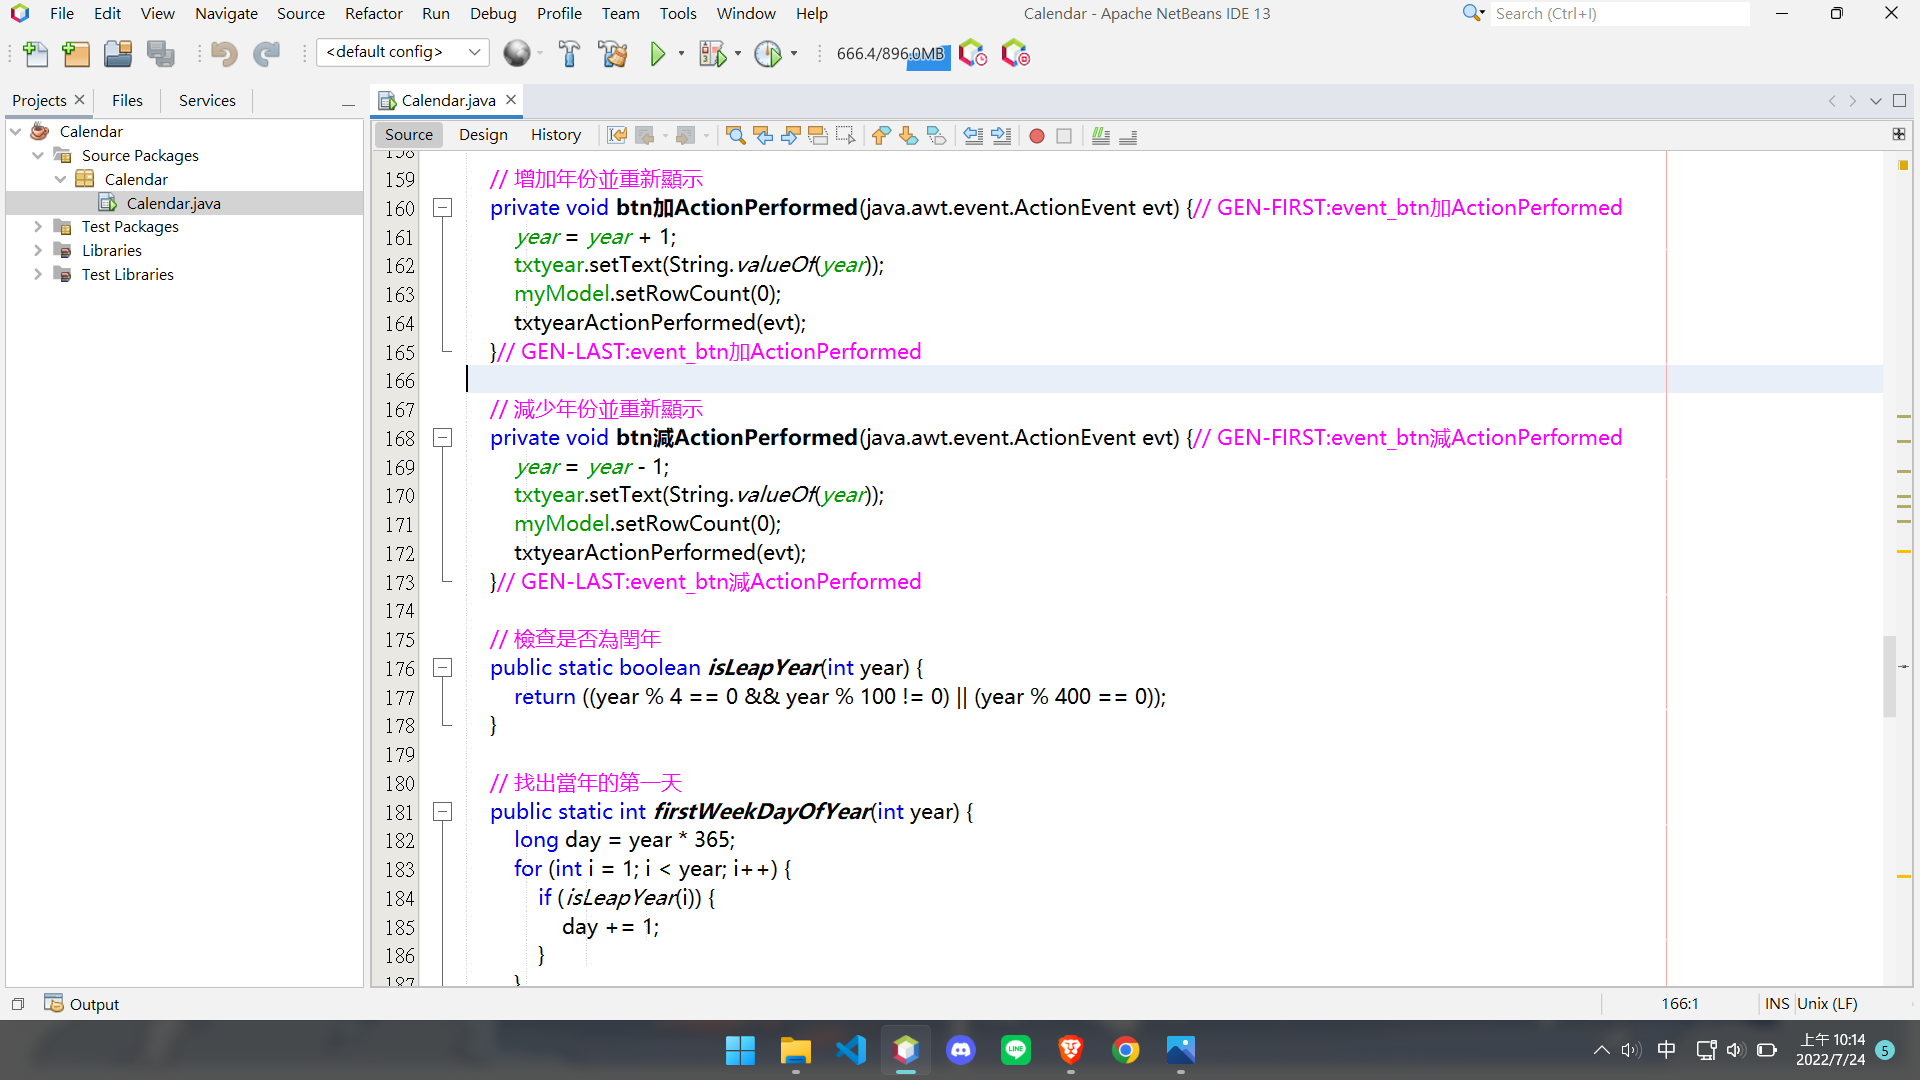 File Edit View Navigate Source Refactor Run Debug Profile Team Tools Window Help
Calendar - Apache NetBeans IDE 13
Search (Ctrl+I)
<default config>
666.4/896.0MB
Projects
Files
Services
Calendar.java
Calendar
Source Packages
Calendar
Calendar.java
Test Packages
Libraries
Test Libraries
Source Design History
158
159 // 增加年份並重新顯示
160 private void btn加ActionPerformed(java.awt.event.ActionEvent evt) {// GEN-FIRST:event_btn加ActionPerformed
161 year = year + 1;
162 txtyear.setText(String.valueOf(year));
163 myModel.setRowCount(0);
164 txtyearActionPerformed(evt);
165 }// GEN-LAST:event_btn加ActionPerformed
166
167 // 減少年份並重新顯示
168 private void btn減ActionPerformed(java.awt.event.ActionEvent evt) {// GEN-FIRST:event_btn減ActionPerformed
169 year = year - 1;
170 txtyear.setText(String.valueOf(year));
171 myModel.setRowCount(0);
172 txtyearActionPerformed(evt);
173 }// GEN-LAST:event_btn減ActionPerformed
174
175 // 檢查是否為閏年
176 public static boolean isLeapYear(int year) {
177 return ((year % 4 == 0 && year % 100 != 0) || (year % 400 == 0));
178 }
179
180 // 找出當年的第一天
181 public static int firstWeekDayOfYear(int year) {
182 long day = year * 365;
183 for (int i = 1; i < year; i++) {
184 if (isLeapYear(i)) {
185 day += 1;
186 }
187 }
Output
166:1
INS
Unix (LF)
LINE
中
上午 10:14
2022/7/24
5